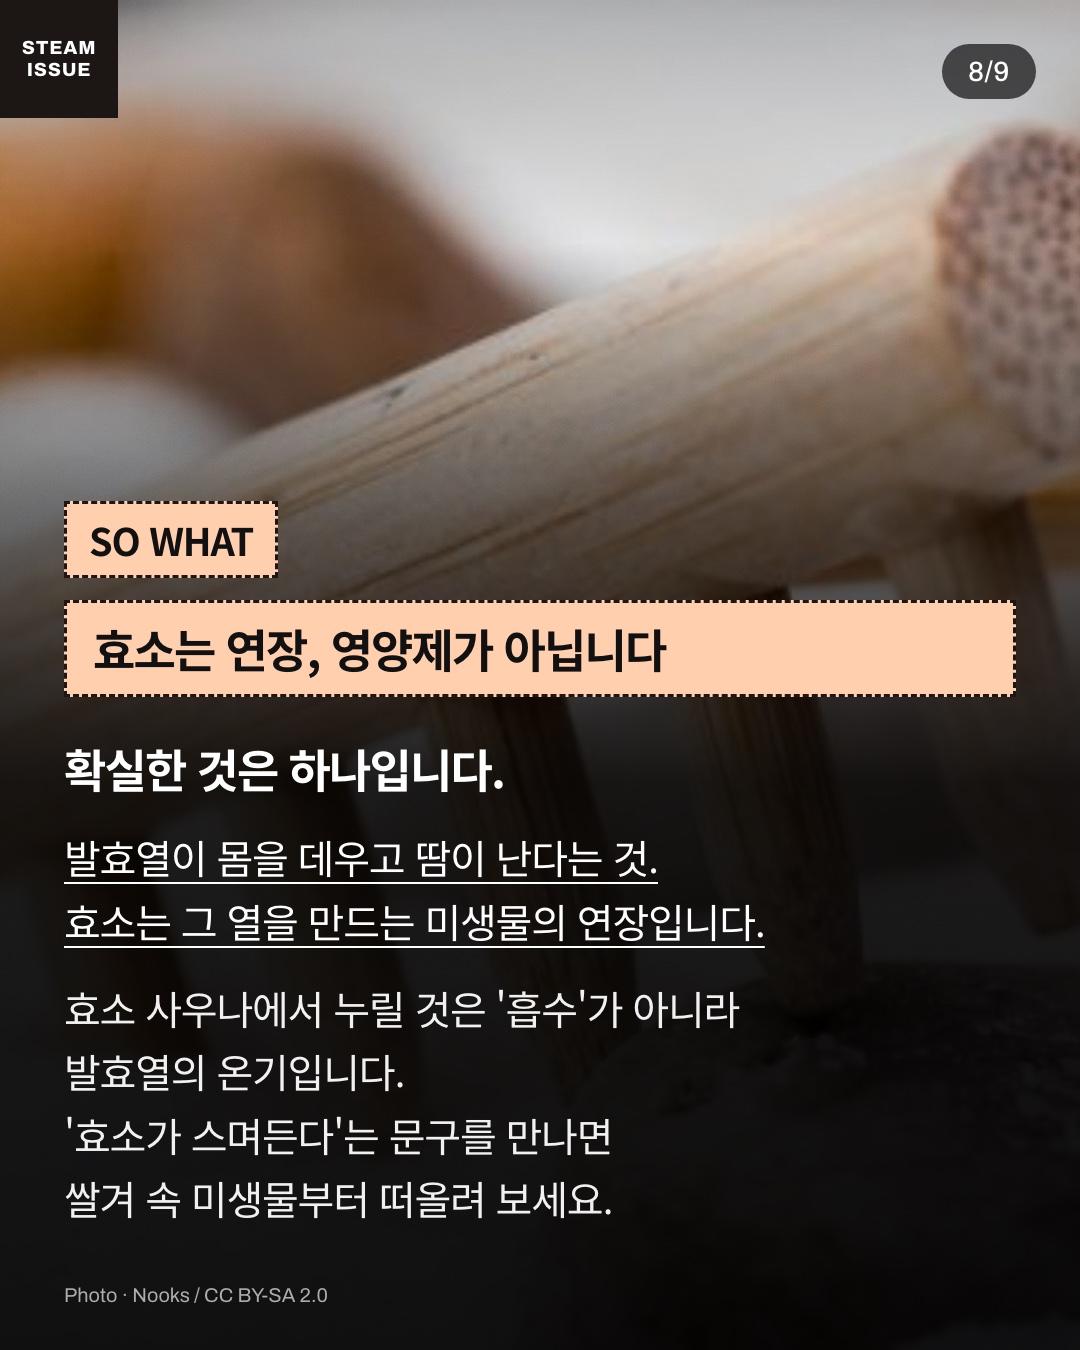 STEAM
ISSUE
8/9
SO WHAT
효소는 연장, 영양제가 아닙니다
확실한 것은 하나입니다.
발효열이 몸을 데우고 땀이 난다는 것.
효소는 그 열을 만드는 미생물의 연장입니다.
효소 사우나에서 누릴 것은 '흡수'가 아니라
발효열의 온기입니다.
'효소가 스며든다'는 문구를 만나면
쌀겨 속 미생물부터 떠올려 보세요.
Photo · Nooks / CC BY-SA 2.0